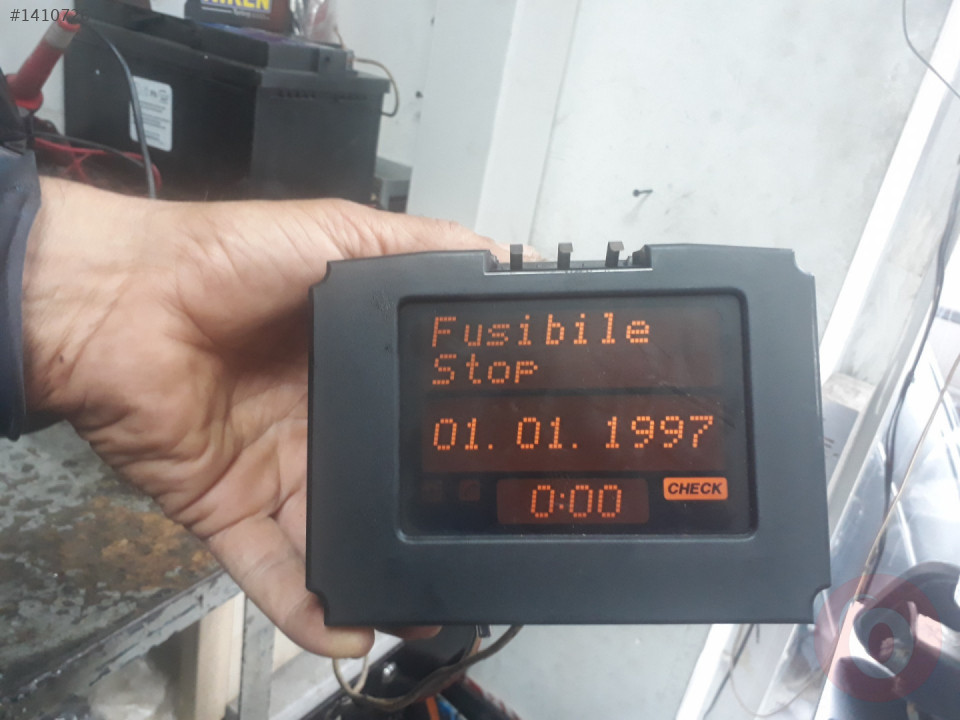 #14107
Fusibile
Stop
01.01.1997
0:00
CHECK